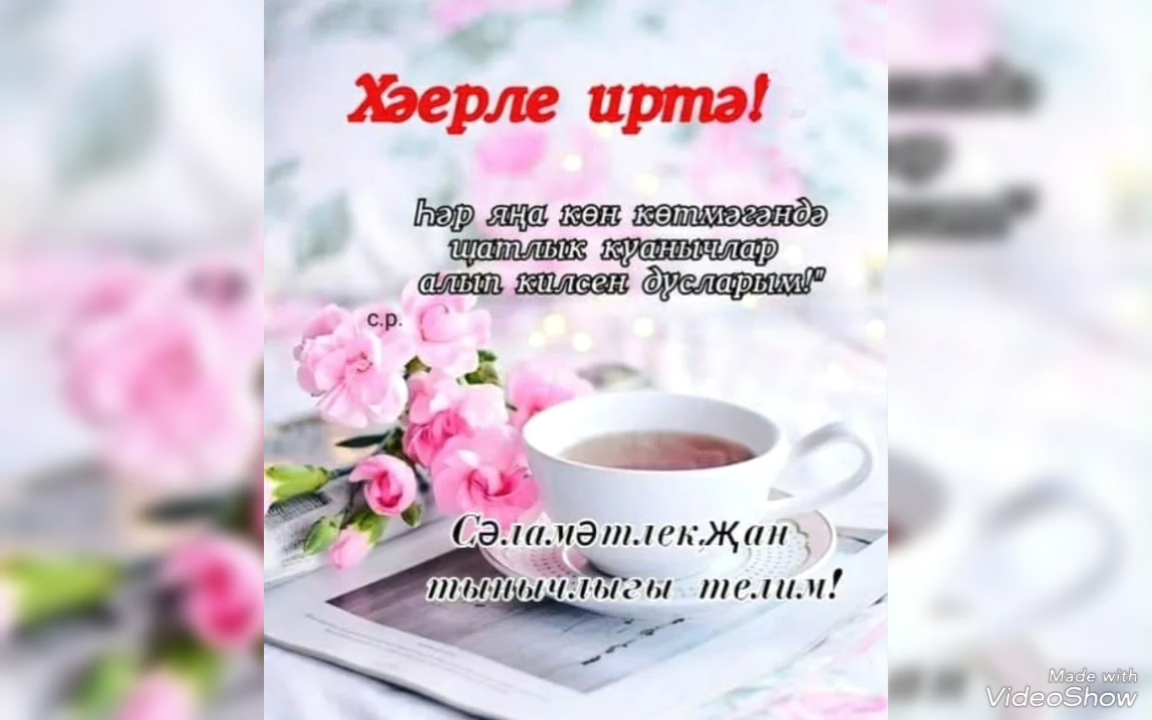 Хәерле иртә!
Һәр яңа көн көтмәгәндә
шатлык куанычлар
алып килсен дусларым!"
с.р.
Сәламәтлек,Җан
тынычлыгы телим!
Made with
VideoShow